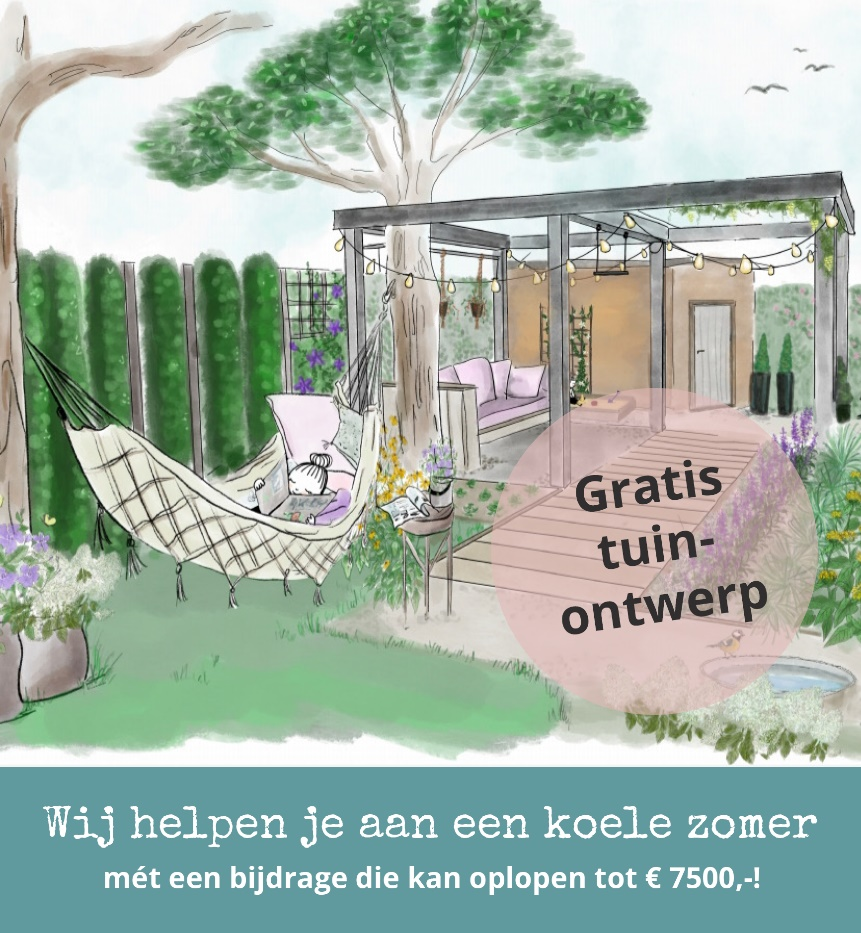 Gratis
tuin-
ontwerp
Wij helpen je aan een koele zomer
mét een bijdrage die kan oplopen tot € 7500,-!